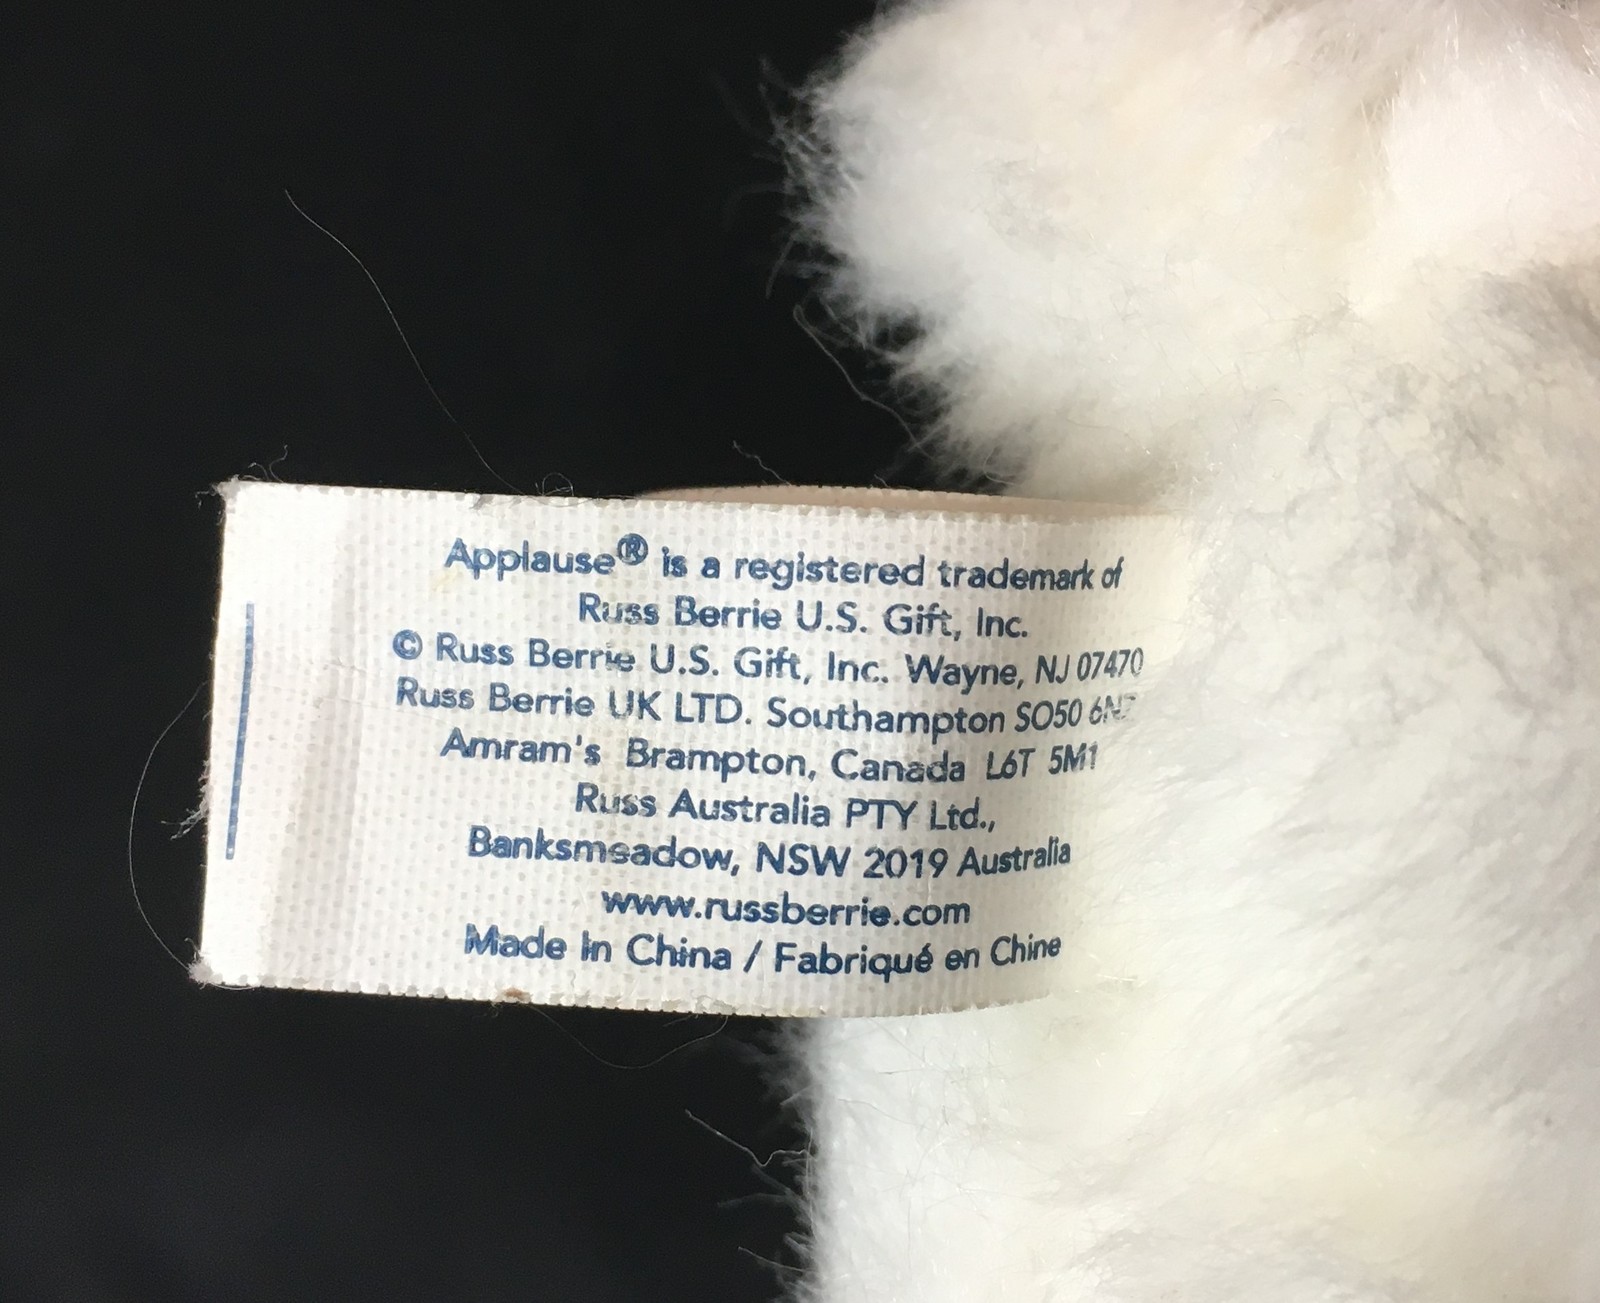 Applause® is a registered trademark of
Russ Berrie U.S. Gift, Inc.
© Russ Berrie U.S. Gift, Inc. Wayne, NJ 07470
Russ Berrie UK LTD. Southampton SO50
Amram's Brampton, Canada L6T 5M1
Russ Australia PTY Ltd.,
Banksmeadow, NSW 2019 Australia
www.russberrie.com
Made In China / Fabriqué en Chine